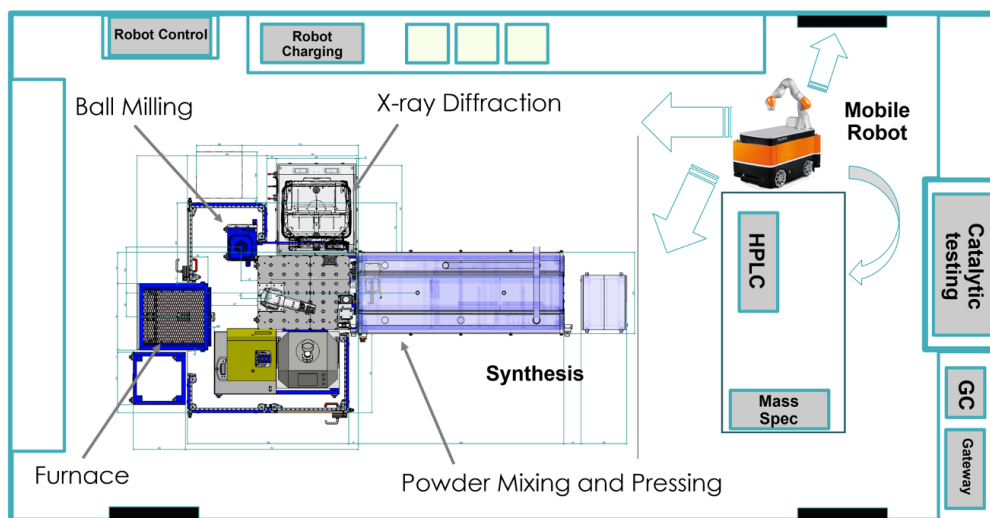 Robot Control
Robot
Charging
Ball Milling
X-ray Diffraction
Mobile
Robot
HPLC
Catalytic
testing
Synthesis
Mass
Spec
GC
Gateway
Furnace
Powder Mixing and Pressing